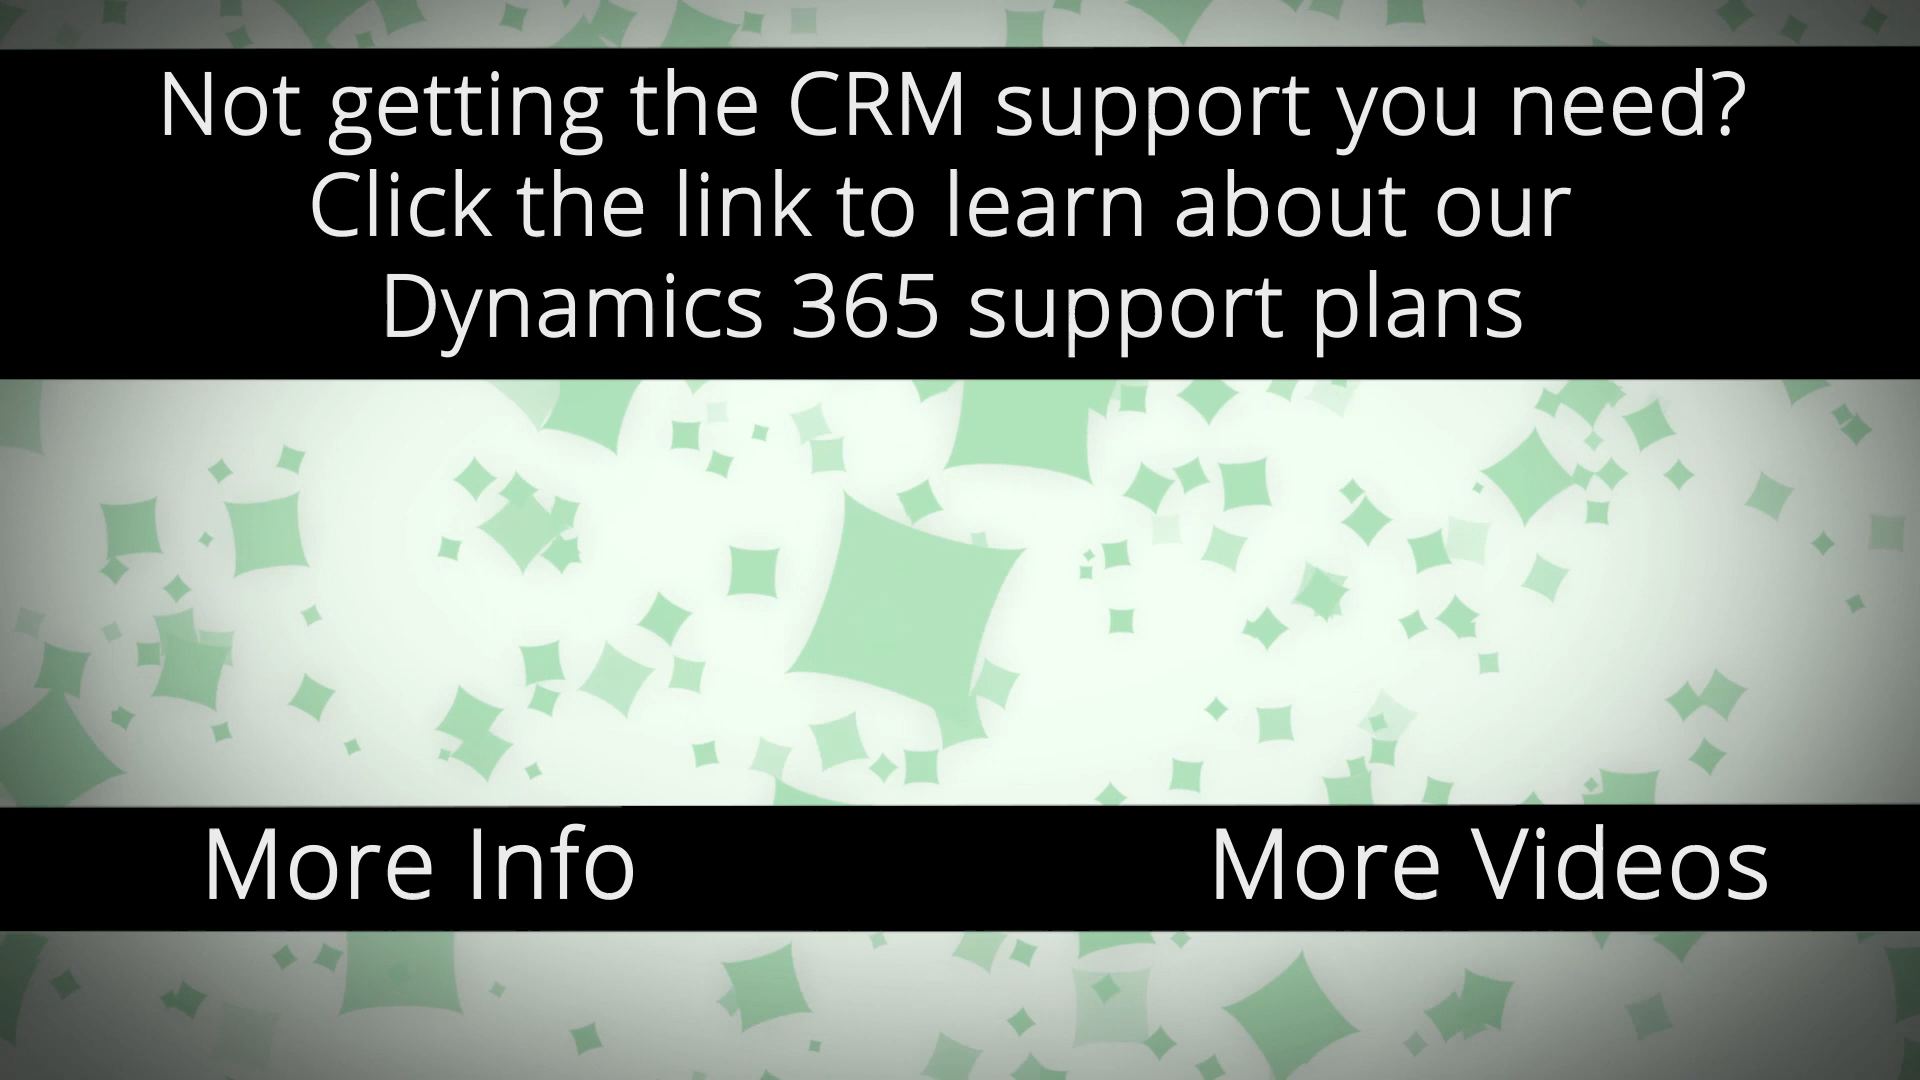 Not getting the CRM support you need?
Click the link to learn about our
Dynamics 365 support plans
More Info
More Videos